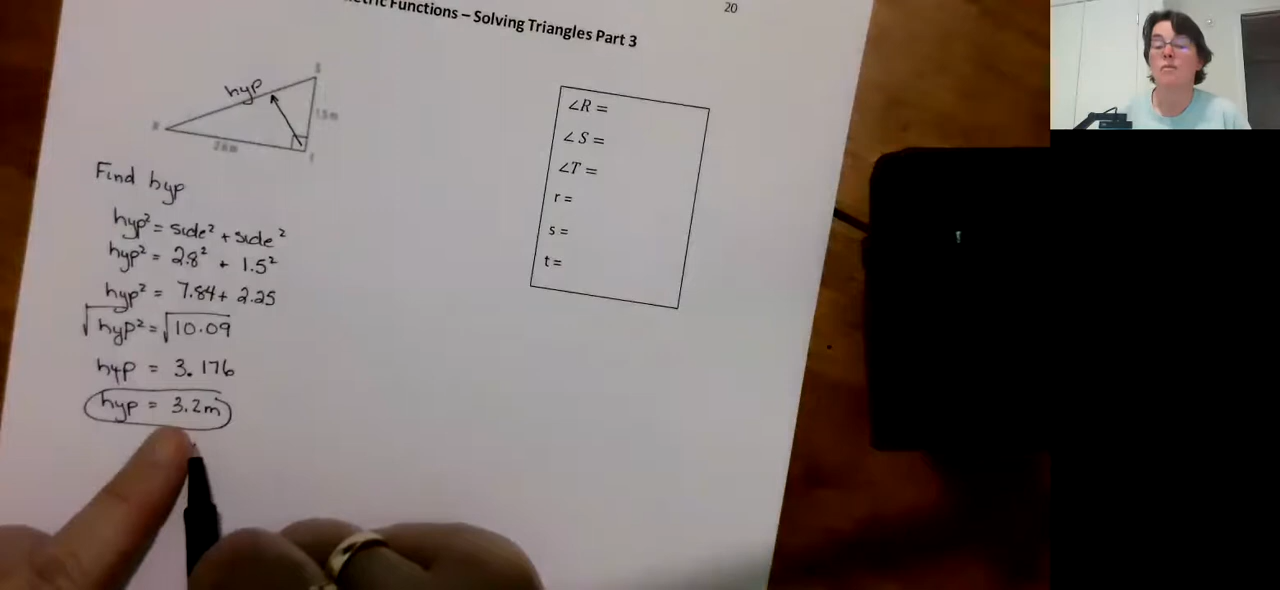 20
Functions – Solving Triangles Part 3
hyp
Find hyp
hyp² = side² + side²
hyp² = 2.8² + 1.5²
hyp² = 7.84 + 2.25
√hyp² = √10.09
hyp = 3.176
hyp = 3.2m
∠R =
∠S =
∠T =
r =
s =
t =